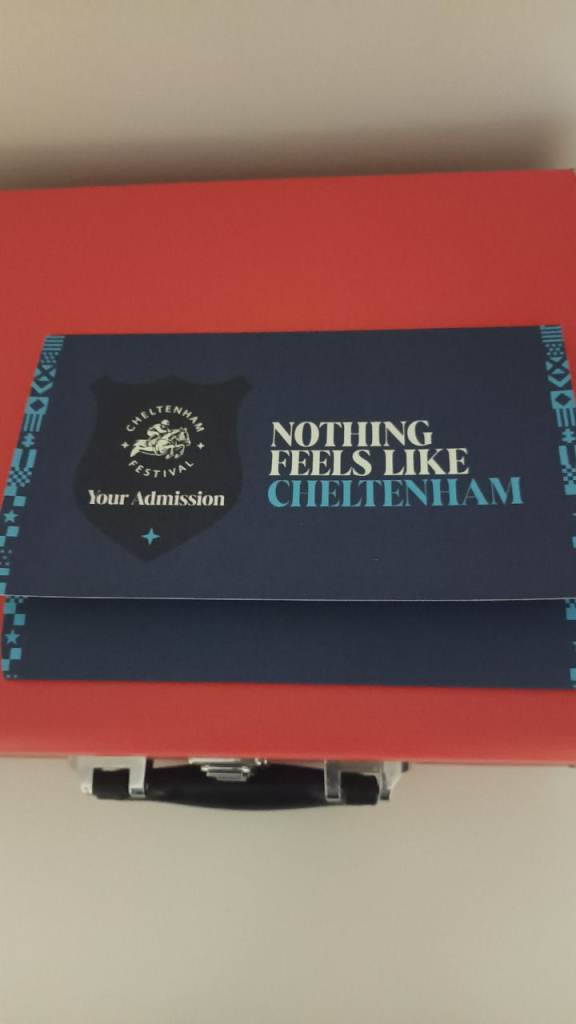 CHELTENHAM
FESTIVAL
Your Admission
NOTHING
FEELS LIKE
CHELTENHAM